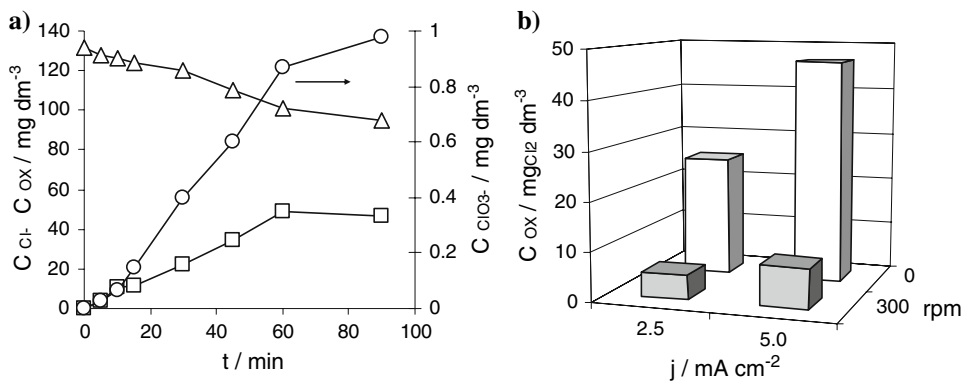 a)
C Cl- C OX / mg dm-3
140
120
100
80
60
40
20
0
0 20 40 60 80 100
t / min
1
0.8
0.6
0.4
0.2
0
C ClO3- / mg dm-3
b)
C OX / mgCl2 dm-3
50
40
30
20
10
0
2.5 5.0
j / mA cm-2
0
300 rpm